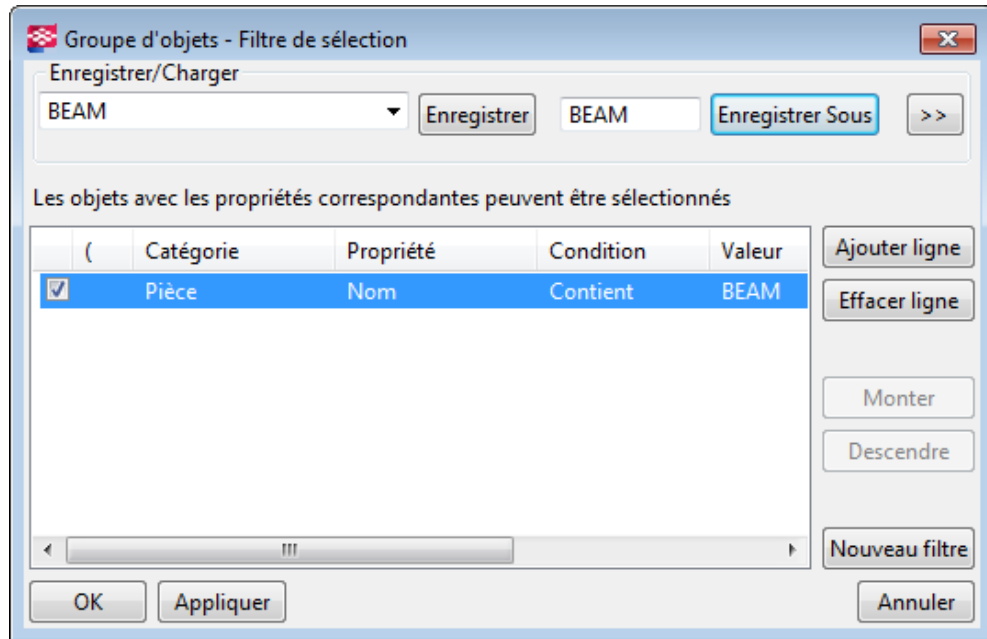 Groupe d'objets - Filtre de sélection
Enregistrer/Charger
BEAM Enregistrer BEAM Enregistrer Sous >>
Les objets avec les propriétés correspondantes peuvent être sélectionnés
( Catégorie Propriété Condition Valeur Ajouter ligne
Pièce Nom Contient BEAM Effacer ligne
Monter
Descendre
Nouveau filtre
OK Appliquer Annuler